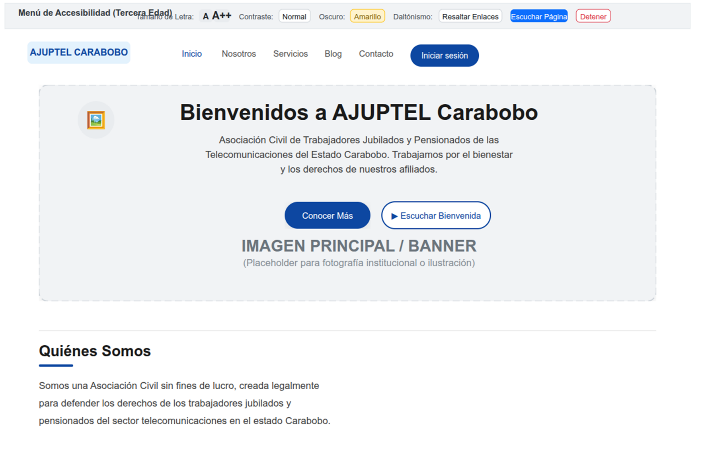 Menú de Accesibilidad (Tercera Edad) Tamaño de Letra: A A++ Contraste: Normal Oscuro: Amarillo Daltónismo: Resaltar Enlaces Escuchar Página Detener
AJUPTEL CARABOBO Inicio Nosotros Servicios Blog Contacto Iniciar sesión
Bienvenidos a AJUPTEL Carabobo
Asociación Civil de Trabajadores Jubilados y Pensionados de las
Telecomunicaciones del Estado Carabobo. Trabajamos por el bienestar
y los derechos de nuestros afiliados.
Conocer Más ▶ Escuchar Bienvenida
IMAGEN PRINCIPAL / BANNER
(Placeholder para fotografía institucional o ilustración)
Quiénes Somos
Somos una Asociación Civil sin fines de lucro, creada legalmente
para defender los derechos de los trabajadores jubilados y
pensionados del sector telecomunicaciones en el estado Carabobo.